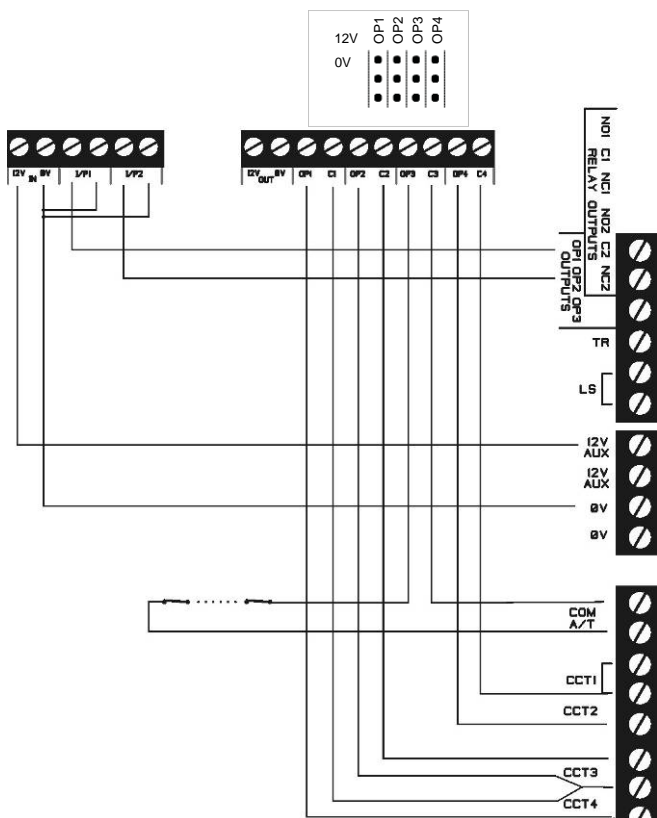 OP1 OP2 OP3 OP4
12V
0V
12V IN 0V I/P1 I/P2
12V OUT 0V OP1 C1 OP2 C2 OP3 C3 OP4 C4
NO1 C1 NC1 NO2 C2 NC2
RELAY OUTPUTS
OP1 OP2 OP3
OUTPUTS
TR
LS
12V
AUX
12V
AUX
0V
0V
COM
A/T
CCT1
CCT2
CCT3
CCT4